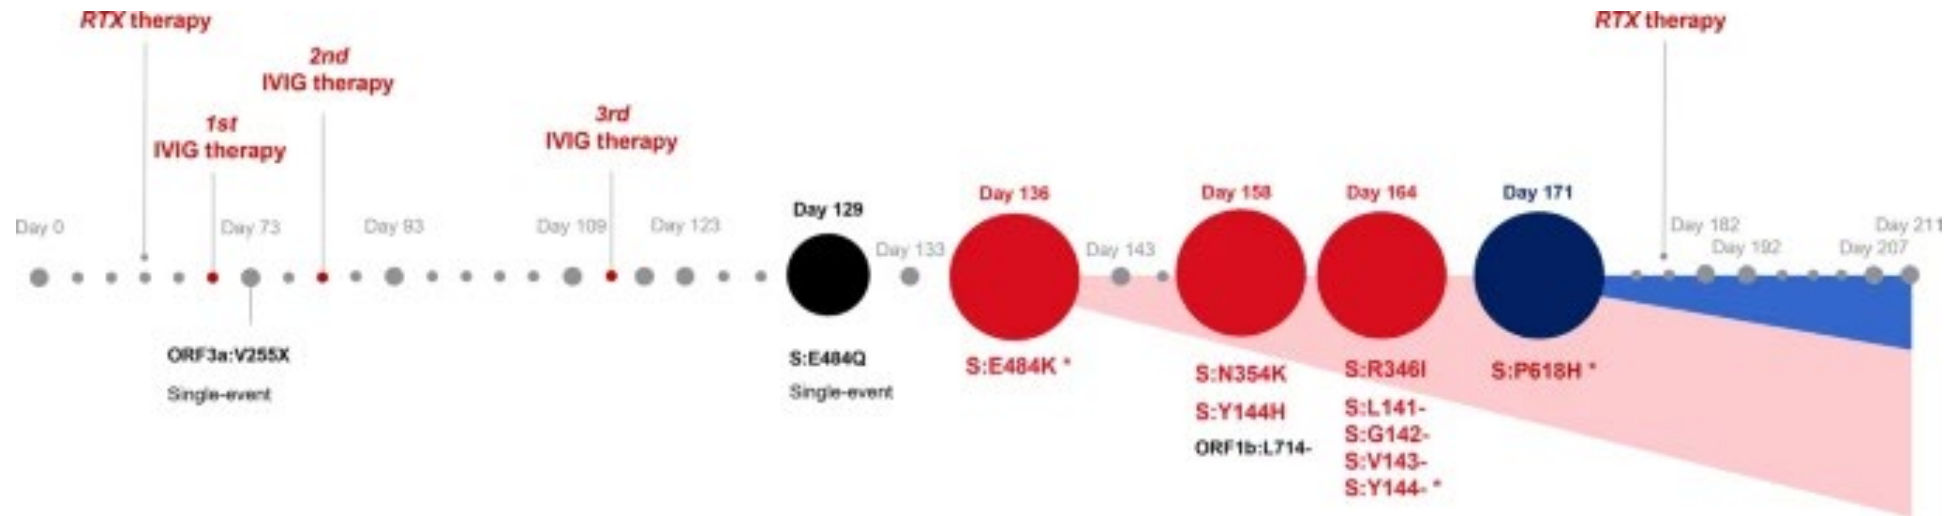 RTX therapy
RTX therapy
2nd
IVIG therapy
3rd
IVIG therapy
1st
IVIG therapy
Day 136
Day 158
Day 164
Day 171
Day 129
Day 0
Day 73
Day 93
Day 109
Day 123
Day 182
Day 211
Day 133
Day 143
Day 192
Day 207
ORF3a:V255X
Single-event
S:E484Q
Single-event
S:E484K *
S:N354K
S:Y144H
ORF1b:L714-
S:R346I
S:L141-
S:G142-
S:V143-
S:Y144- *
S:P618H *